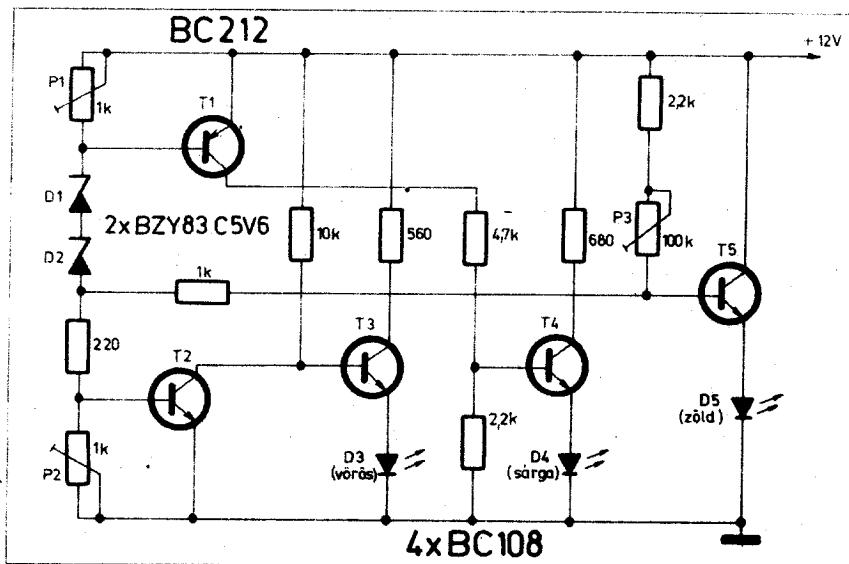 BC212
+ 12V
P1
1k
T1
2,2k
D1
2xBZY83 C5V6
10k
560
4,7k
680
P3
100k
T5
D2
1k
220
T2
T3
T4
1k
P2
D3
(vörös)
2,2k
D4
(sárga)
D5
(zöld)
4xBC108